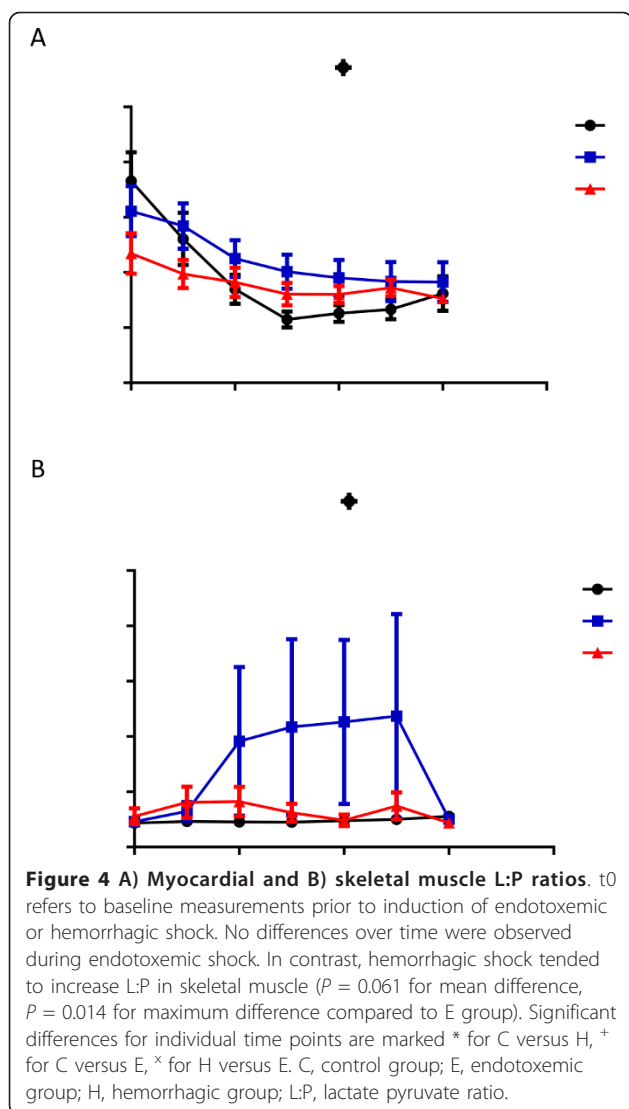 A
B
Figure 4 A) Myocardial and B) skeletal muscle L:P ratios. t0
refers to baseline measurements prior to induction of endotoxemic
or hemorrhagic shock. No differences over time were observed
during endotoxemic shock. In contrast, hemorrhagic shock tended
to increase L:P in skeletal muscle (P = 0.061 for mean difference,
P = 0.014 for maximum difference compared to E group). Significant
differences for individual time points are marked * for C versus H, +
for C versus E, x for H versus E. C, control group; E, endotoxemic
group; H, hemorrhagic group; L:P, lactate pyruvate ratio.